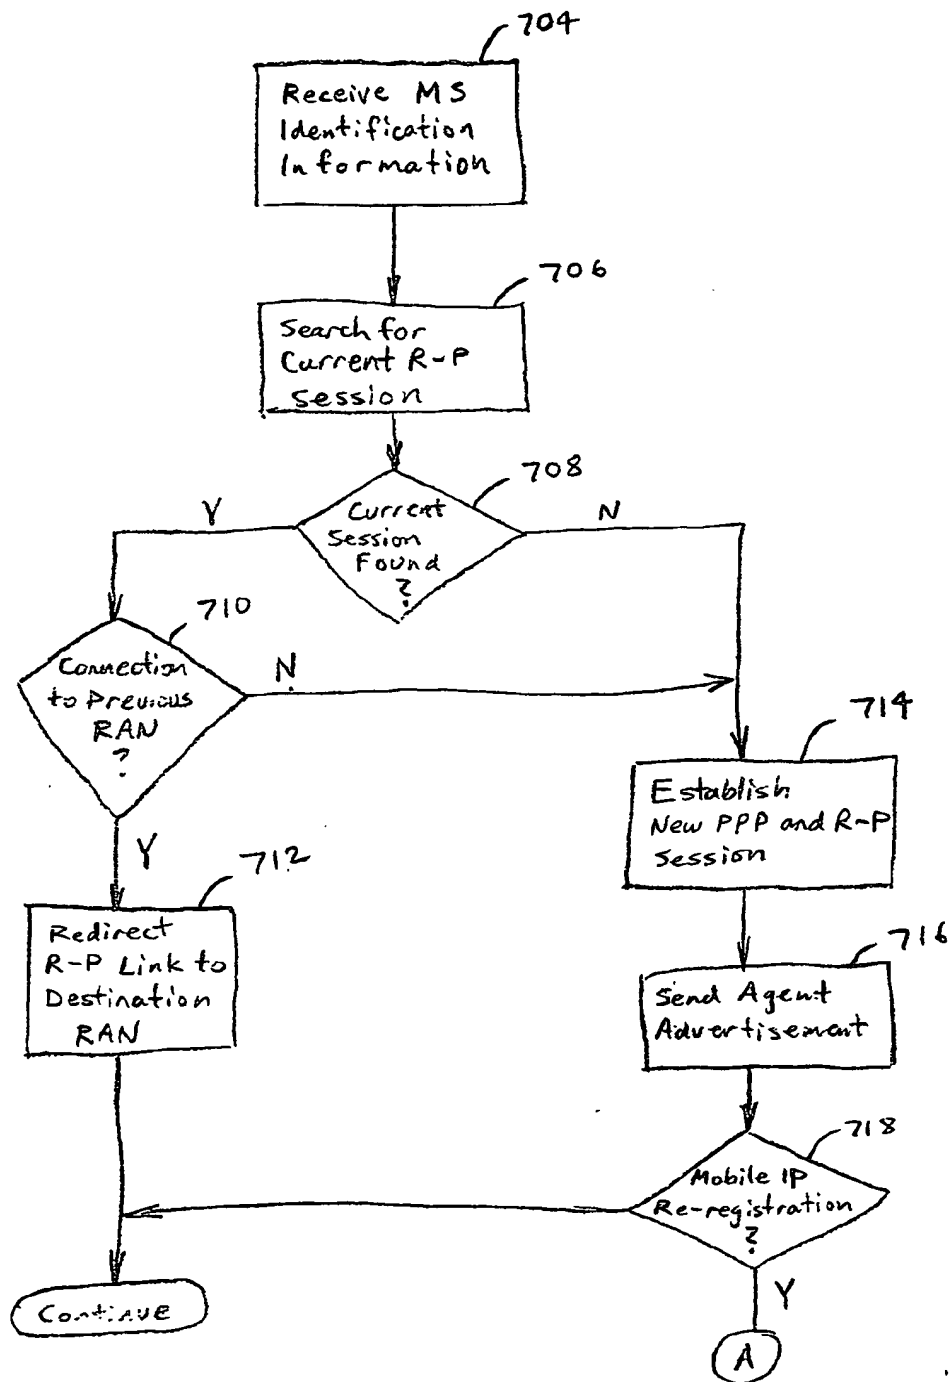 704
Receive MS
Identification
Information
706
Search for
Current R-P
Session
708
Current
Session
Found
?
Y
N
710
Connection
to Previous
RAN
?
N
Y
712
Redirect
R-P Link to
Destination
RAN
714
Establish
New PPP and R-P
Session
716
Send Agent
Advertisement
718
Mobile IP
Re-registration
?
Y
Continue
A